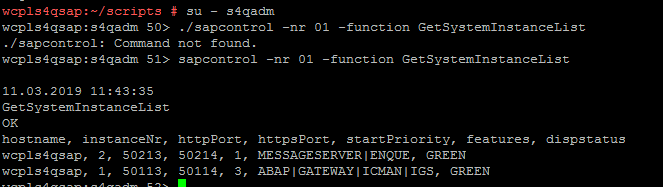 wcpls4qsap:~/scripts # su - s4qadm
wcpls4qsap:s4qadm 50> ./sapcontrol -nr 01 -function GetSystemInstanceList
./sapcontrol: Command not found.
wcpls4qsap:s4qadm 51> sapcontrol -nr 01 -function GetSystemInstanceList
11.03.2019 11:43:35
GetSystemInstanceList
OK
hostname, instanceNr, httpPort, httpsPort, startPriority, features, dispstatus
wcpls4qsap, 2, 50213, 50214, 1, MESSAGESERVER|ENQUE, GREEN
wcpls4qsap, 1, 50113, 50114, 3, ABAP|GATEWAY|ICMAN|IGS, GREEN
wcpls4qsap:s4qadm 52>